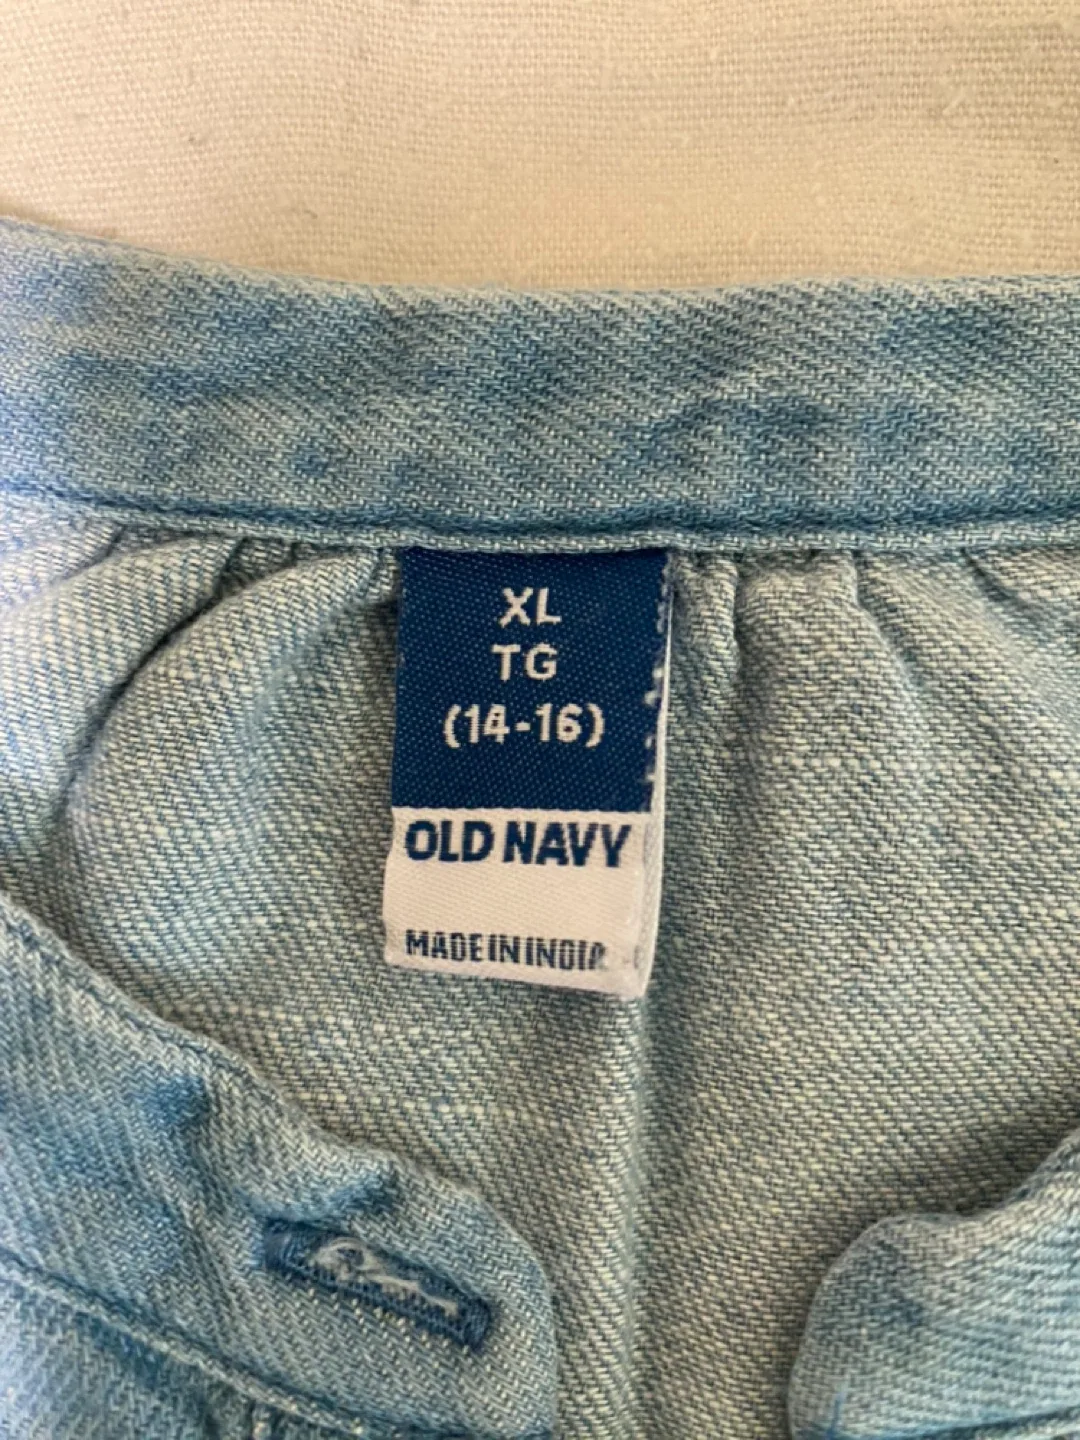 XL
TG
(14-16)
OLD NAVY
MADE IN INDIA